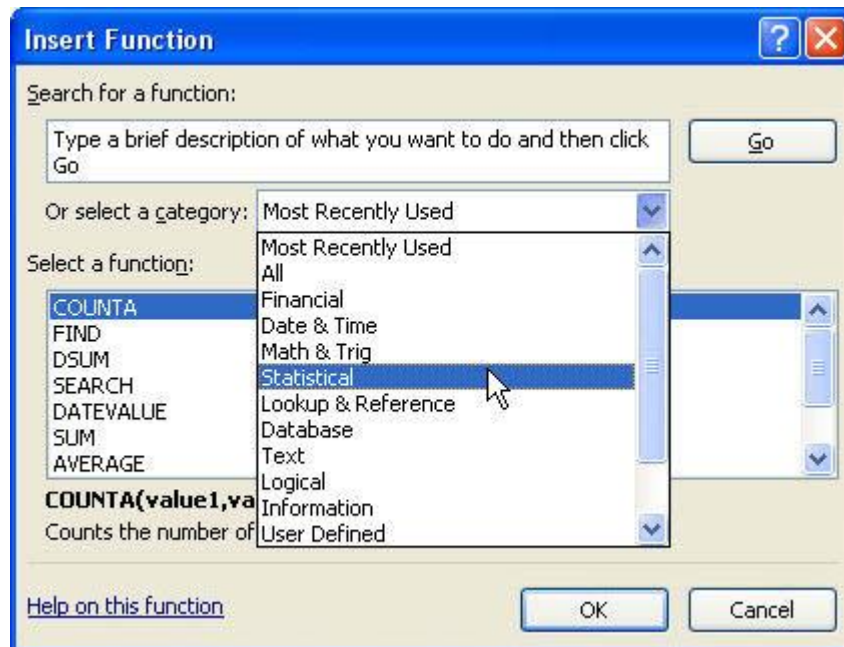 Insert Function
Search for a function:
Type a brief description of what you want to do and then click
Go
Go
Or select a category:
Most Recently Used
Most Recently Used
All
Financial
Date & Time
Math & Trig
Statistical
Lookup & Reference
Database
Text
Logical
Information
User Defined
Select a function:
COUNTA
FIND
DSUM
SEARCH
DATEVALUE
SUM
AVERAGE
COUNTA(value1,va
Counts the number of
Help on this function
OK
Cancel